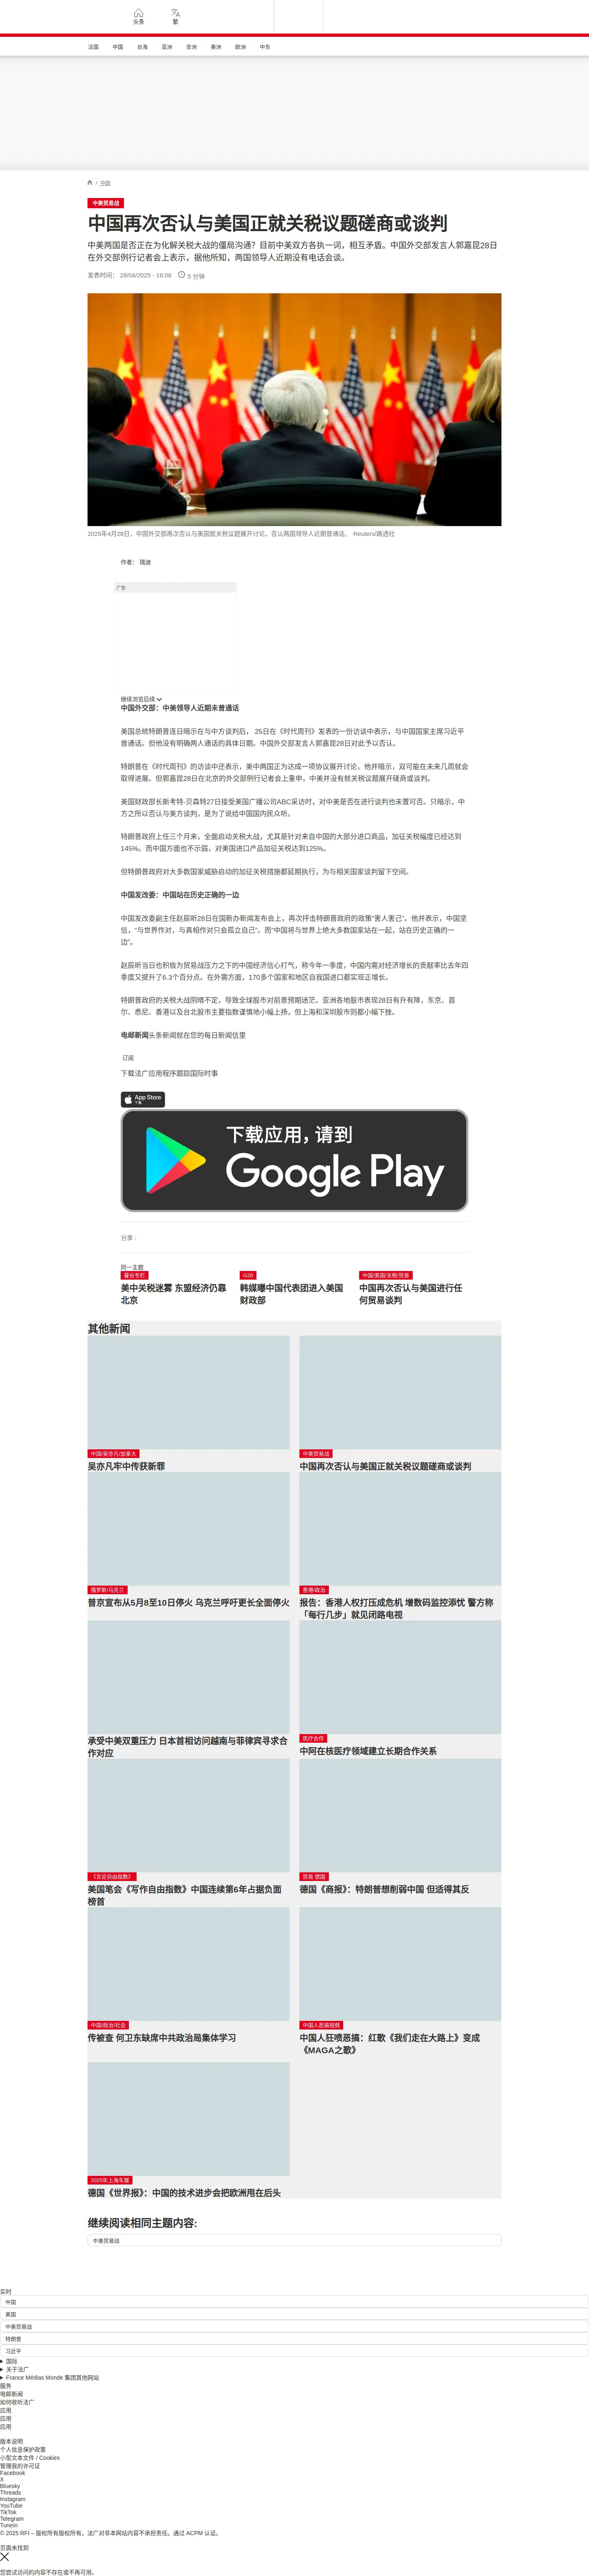 头条
繁
法国 中国 台海 亚洲 非洲 美洲 欧洲 中东
/ 中国
中美贸易战
中国再次否认与美国正就关税议题磋商或谈判
中美两国是否正在为化解关税大战的僵局沟通？目前中美双方各执一词，相互矛盾。中国外交部发言人郭嘉昆28日
在外交部例行记者会上表示，据他所知，两国领导人近期没有电话会谈。
发表时间： 28/04/2025 - 16:08 5 分钟
2025年4月28日，中国外交部再次否认与美国就关税议题展开讨论，否认两国领导人近期曾通话。 Reuters/路透社
作者： 瑞迪
广告
继续浏览后续
中国外交部：中美领导人近期未曾通话
美国总统特朗普连日暗示在与中方谈判后， 25日在《时代周刊》发表的一份访谈中表示，与中国国家主席习近平
曾通话。但他没有明确两人通话的具体日期。中国外交部发言人郭嘉昆28日对此予以否认。
特朗普在《时代周刊》的访谈中还表示，美中两国正为达成一项协议展开讨论，他并暗示，双可能在未来几周就会
取得进展。但郭嘉昆28日在北京的外交部例行记者会上重申，中美并没有就关税议题展开磋商或谈判。
美国财政部长斯考特-贝森特27日接受美国广播公司ABC采访时，对中美是否在进行谈判也未置可否。只暗示，中
方之所以否认与美方谈判，是为了说给中国国内民众听。
特朗普政府上任三个月来，全面启动关税大战，尤其是针对来自中国的大部分进口商品，加征关税幅度已经达到
145%。而中国方面也不示弱，对美国进口产品加征关税达到125%。
但特朗普政府对大多数国家威胁启动的加征关税措施都延期执行，为与相关国家谈判留下空间。
中国发改委：中国站在历史正确的一边
中国发改委副主任赵辰昕28日在国新办新闻发布会上，再次抨击特朗普政府的政策“害人害己”。他并表示，中国坚
信，“与世界作对，与真相作对只会孤立自己”。而“中国将与世界上绝大多数国家站在一起，站在历史正确的一
边”。
赵辰昕当日也积极为贸易战压力之下的中国经济信心打气，称今年一季度，中国内需对经济增长的贡献率比去年四
季度又提升了6.3个百分点。在外需方面，170多个国家和地区自我国进口都实现正增长。
特朗普政府的关税大战阴晴不定，导致全球股市对前景预期迷茫。亚洲各地股市表现28日有升有降，东京、首
尔、悉尼、香港以及台北股市主要指数谨慎地小幅上扬，但上海和深圳股市则都小幅下挫。
电邮新闻头条新闻就在您的每日新闻信里
订阅
下载法广应用程序跟踪国际时事
App Store
下载
下载应用，请到
Google Play
分享 :
同一主题
曼谷专栏
美中关税迷雾 东盟经济仍靠
北京
G20
韩媒曝中国代表团进入美国
财政部
中国/美国/关税/贸易
中国再次否认与美国进行任
何贸易谈判
其他新闻
中国/吴亦凡/加拿大
吴亦凡牢中传获新罪
中美贸易战
中国再次否认与美国正就关税议题磋商或谈判
俄罗斯/乌克兰
普京宣布从5月8至10日停火 乌克兰呼吁更长全面停火
香港/政治
报告：香港人权打压成危机 增数码监控添忧 警方称
「每行几步」就见闭路电视
承受中美双重压力 日本首相访问越南与菲律宾寻求合
作对应
医疗合作
中阿在核医疗领域建立长期合作关系
《言论自由指数》
美国笔会《写作自由指数》中国连续第6年占据负面
榜首
贸易 德国
德国《商报》：特朗普想削弱中国 但适得其反
中国/政治/社会
传被查 何卫东缺席中共政治局集体学习
中国人恶搞视频
中国人狂喷恶搞：红歌《我们走在大路上》变成
《MAGA之歌》
2025年上海车展
德国《世界报》：中国的技术进步会把欧洲甩在后头
继续阅读相同主题内容:
中美贸易战
实时
中国
美国
中美贸易战
特朗普
习近平
国际
关于法广
France Médias Monde 集团其他网站
服务
电邮新闻
如何收听法广
应用
应用
应用
版本说明
个人信息保护政策
小型文本文件 / Cookies
管理我的许可证
Facebook
X
Bluesky
Threads
Instagram
YouTube
TikTok
Telegram
TuneIn
© 2025 RFI – 版权所有版权所有。法广对非本网站内容不承担责任。通过 ACPM 认证。
页面未找到
您尝试访问的内容不存在或不再可用。